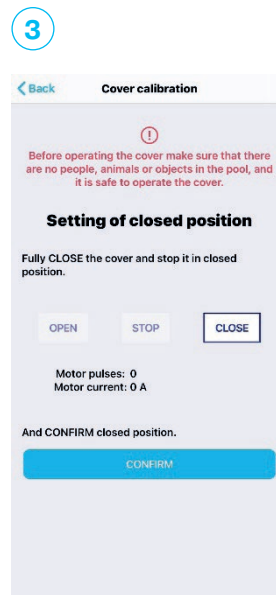 3
Back Cover calibration
!
Before operating the cover make sure that there
are no people, animals or objects in the pool, and
it is safe to operate the cover.
Setting of closed position
Fully CLOSE the cover and stop it in closed
position.
OPEN STOP CLOSE
Motor pulses: 0
Motor current: 0 A
And CONFIRM closed position.
CONFIRM